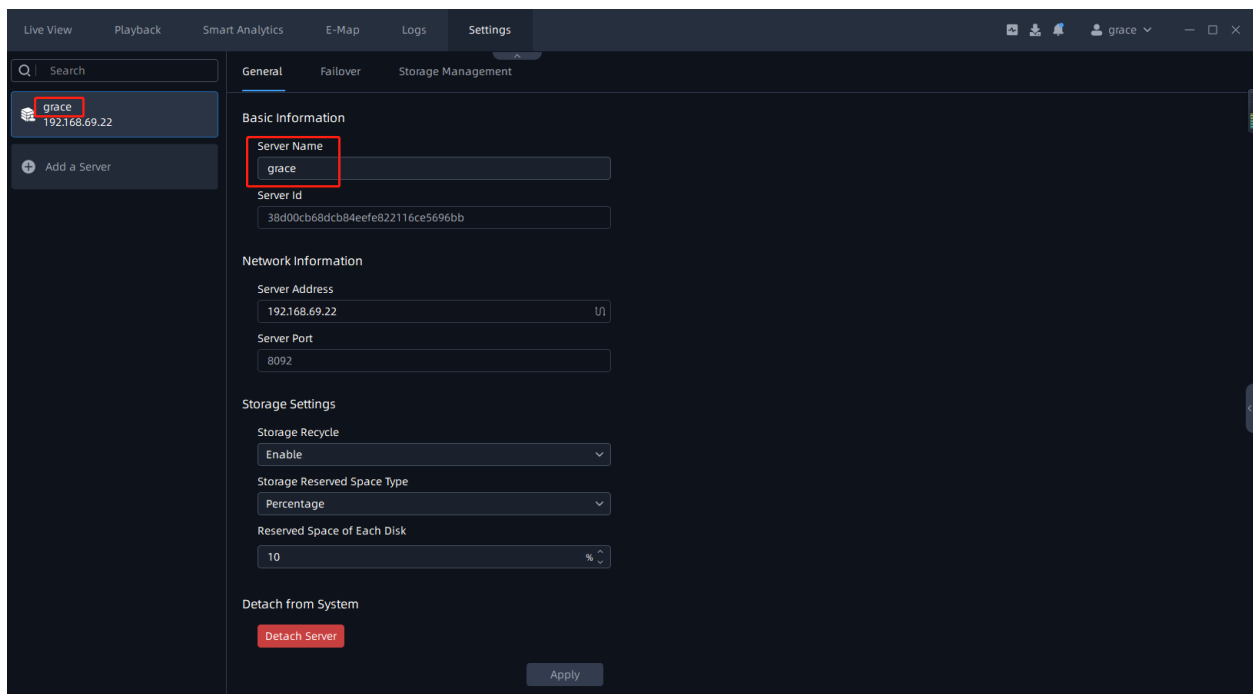 Live View Playback Smart Analytics E-Map Logs Settings grace
Search
grace
192.168.69.22
Add a Server
General Failover Storage Management
Basic Information
Server Name
grace
Server Id
38d00cb68dcb84eefe822116ce5696bb
Network Information
Server Address
192.168.69.22
Server Port
8092
Storage Settings
Storage Recycle
Enable
Storage Reserved Space Type
Percentage
Reserved Space of Each Disk
10 %
Detach from System
Detach Server
Apply